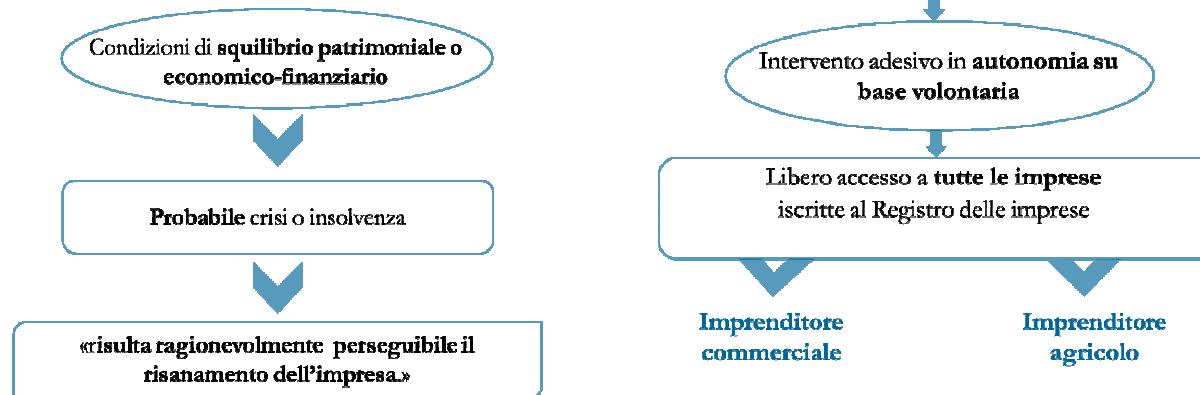 Condizioni di squilibrio patrimoniale o
economico-finanziario
Probabile crisi o insolvenza
«risulta ragionevolmente perseguibile il
risanamento dell'impresa.»
Intervento adesivo in autonomia su
base volontaria
Libero accesso a tutte le imprese
iscritte al Registro delle imprese
Imprenditore
commerciale
Imprenditore
agricolo